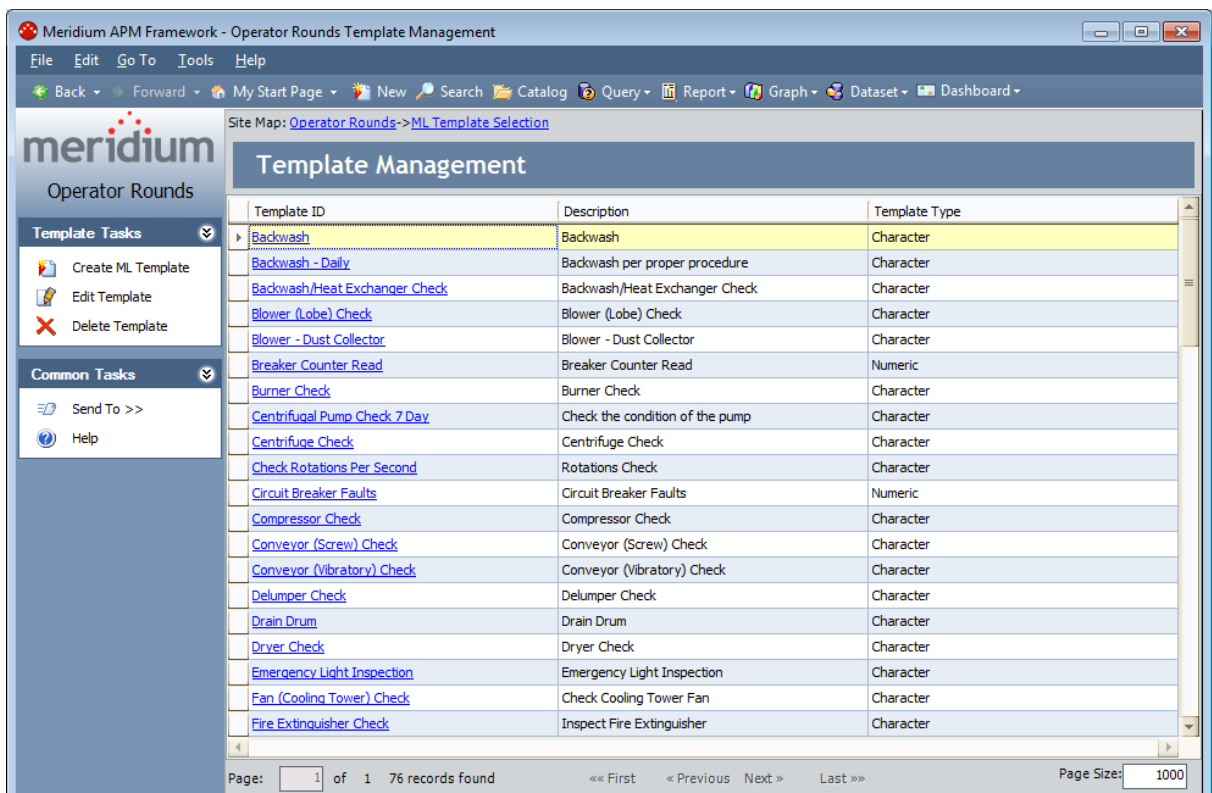 Meridium APM Framework - Operator Rounds Template Management
File Edit Go To Tools Help
Back Forward My Start Page New Search Catalog Query Report Graph Dataset Dashboard
meridium
Operator Rounds
Template Tasks
Create ML Template
Edit Template
Delete Template
Common Tasks
Send To >>
Help
Site Map: Operator Rounds->ML Template Selection
Template Management
Template ID Description Template Type
Backwash Backwash Character
Backwash - Daily Backwash per proper procedure Character
Backwash/Heat Exchanger Check Backwash/Heat Exchanger Check Character
Blower (Lobe) Check Blower (Lobe) Check Character
Blower - Dust Collector Blower - Dust Collector Character
Breaker Counter Read Breaker Counter Read Numeric
Burner Check Burner Check Character
Centrifugal Pump Check 7 Day Check the condition of the pump Character
Centrifuge Check Centrifuge Check Character
Check Rotations Per Second Rotations Check Character
Circuit Breaker Faults Circuit Breaker Faults Numeric
Compressor Check Compressor Check Character
Conveyor (Screw) Check Conveyor (Screw) Check Character
Conveyor (Vibratory) Check Conveyor (Vibratory) Check Character
Delumper Check Delumper Check Character
Drain Drum Drain Drum Character
Dryer Check Dryer Check Character
Emergency Light Inspection Emergency Light Inspection Character
Fan (Cooling Tower) Check Check Cooling Tower Fan Character
Fire Extinguisher Check Inspect Fire Extinguisher Character
Page: 1 of 1 76 records found «« First « Previous Next » Last »» Page Size: 1000